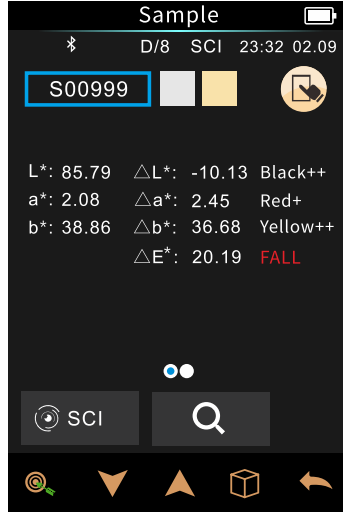 Sample
D/8 SCI 23:32 02.09
S00999
L*: 85.79 △L*: -10.13 Black++
a*: 2.08 △a*: 2.45 Red+
b*: 38.86 △b*: 36.68 Yellow++
△E*: 20.19 FALL
SCI